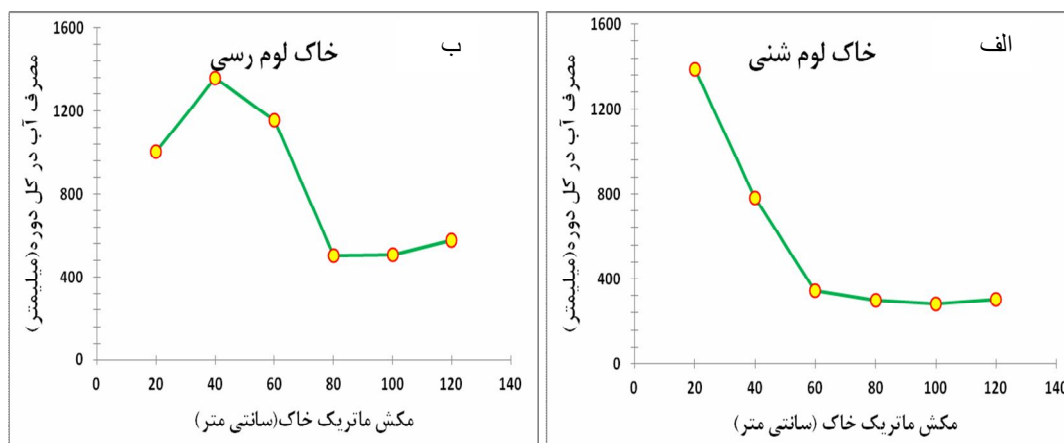 الف
خاک لوم شنی
مصرف آب در کل دوره(میلیمتر)
1600
1200
800
400
0
0 20 40 60 80 100 120 140
مکش ماتریک خاک (سانتی متر)
ب
خاک لوم رسی
مصرف آب در کل دوره(میلیمتر)
1600
1200
800
400
0
0 20 40 60 80 100 120 140
مکش ماتریک خاک(سانتی متر)